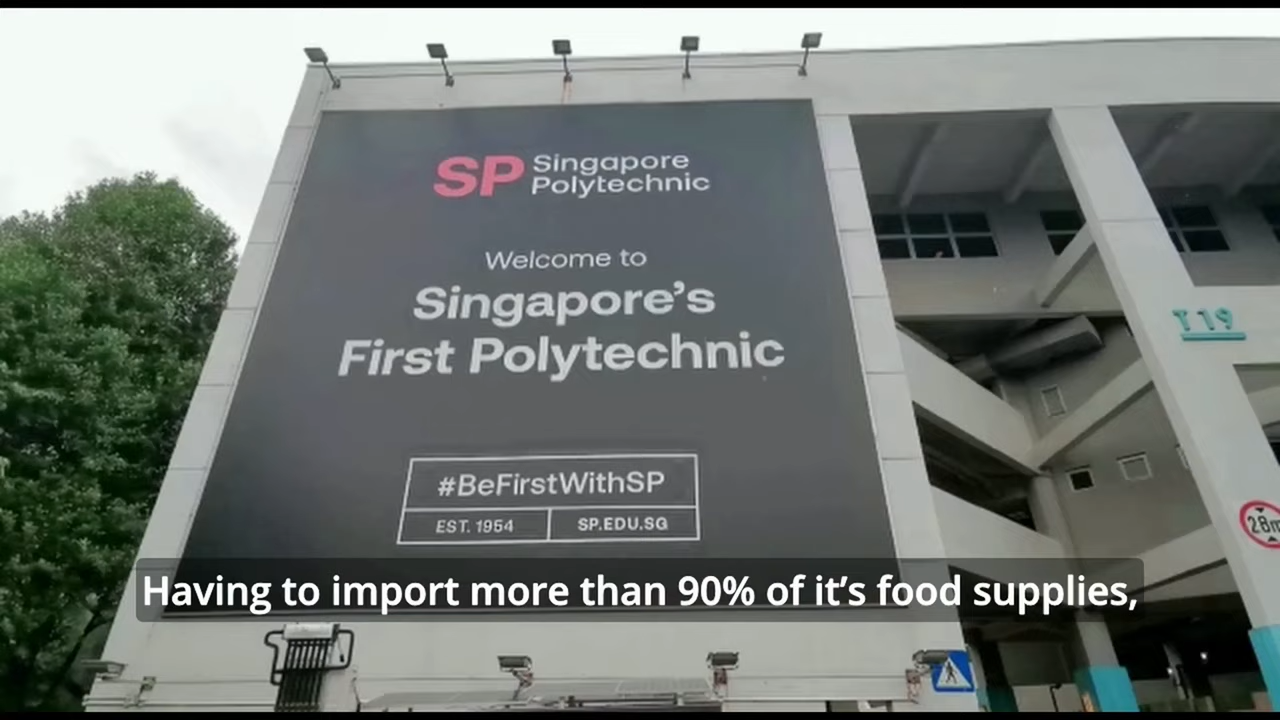 SP Singapore
Polytechnic
Welcome to
Singapore's
First Polytechnic
#BeFirstWithSP
EST. 1954
SP.EDU.SG
T19
28m
Having to import more than 90% of it’s food supplies,